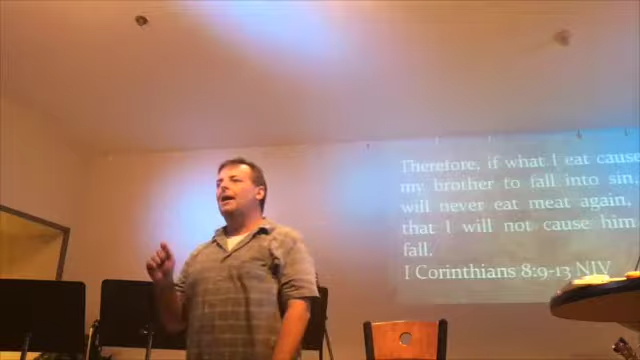 Therefore, if what I eat cause
my brother to fall into sin,
will never eat meat again,
that I will not cause him
fall.
I Corinthians 8:9-13 NIV